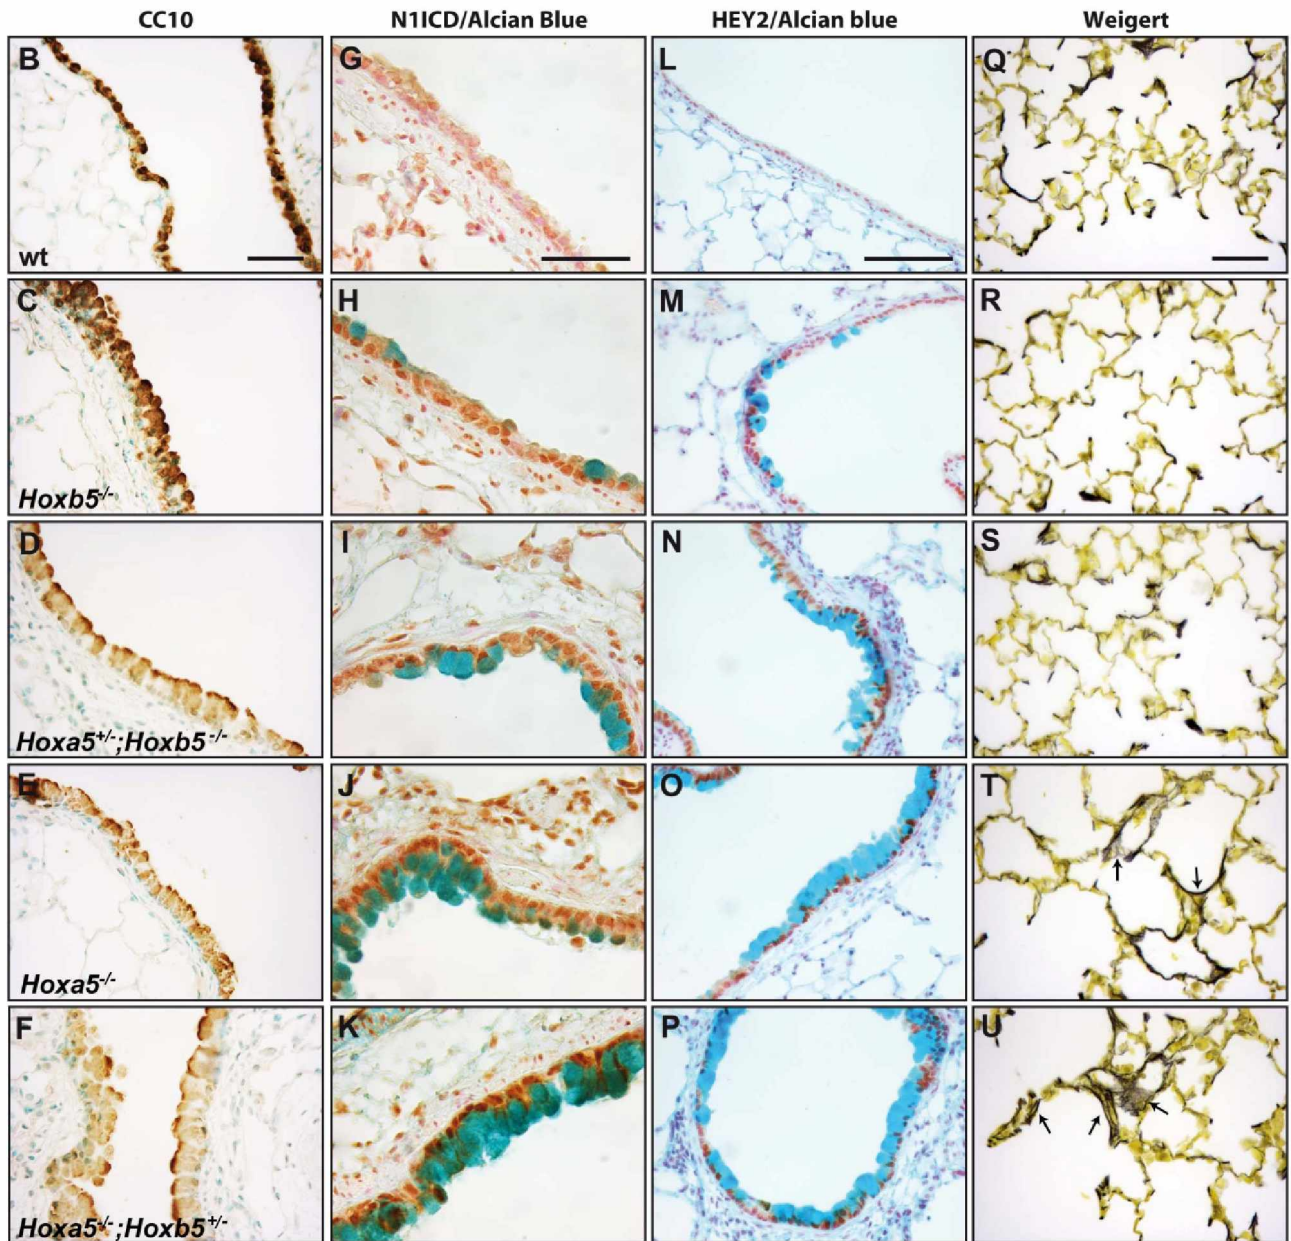 CC10 N1ICD/Alcian Blue HEY2/Alcian blue Weigert
B G L Q
wt
C H M R
Hoxb5-/-
D I N S
Hoxa5+/-;Hoxb5-/-
E J O T
Hoxa5-/-
F K P U
Hoxa5-/-;Hoxb5+/-